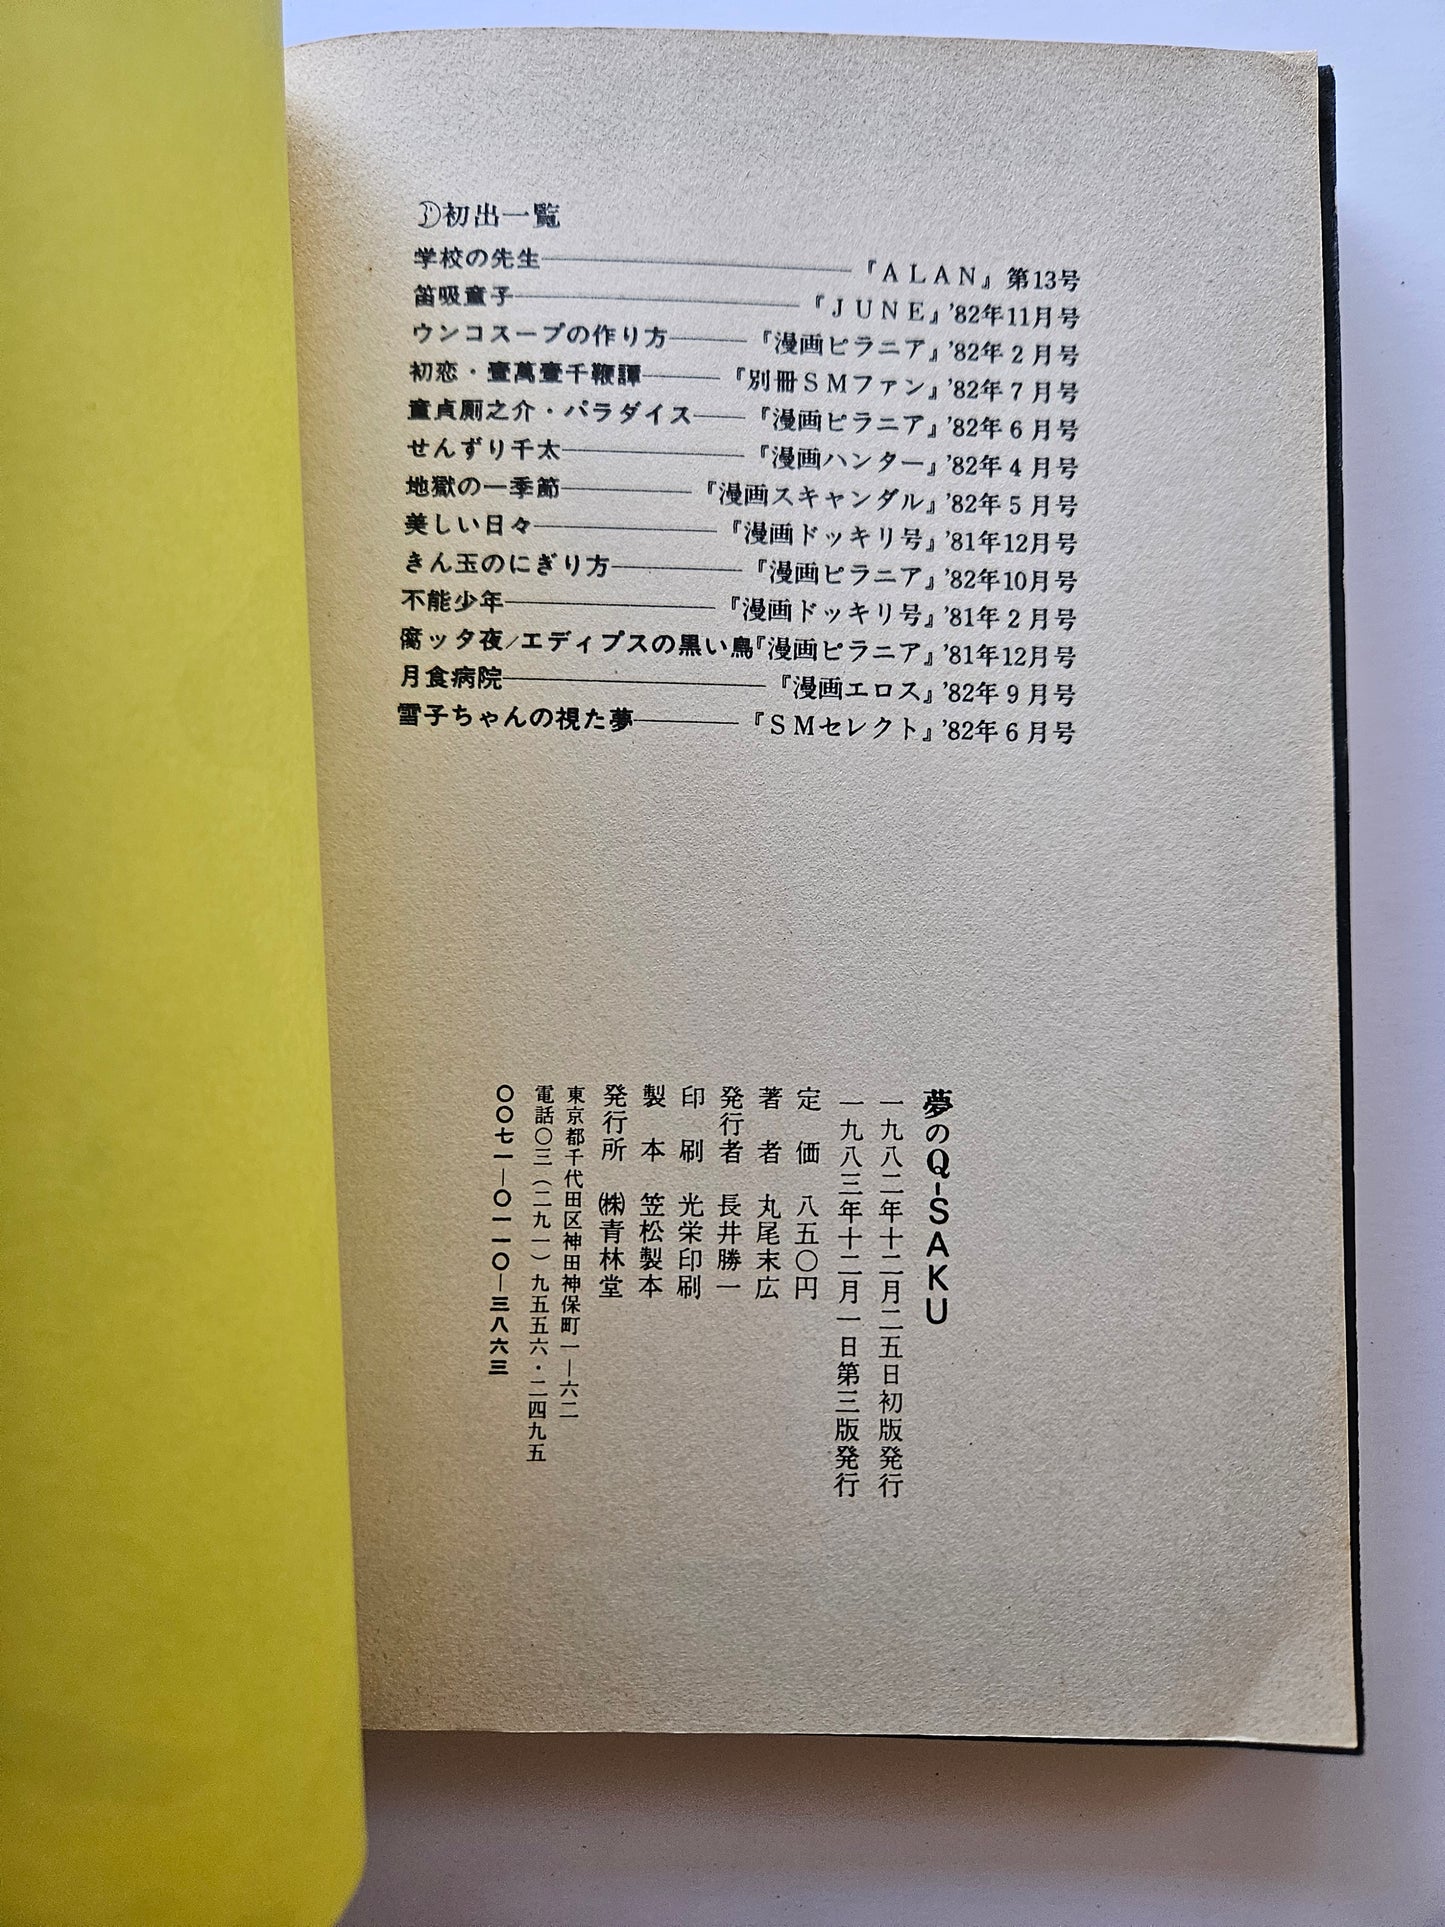 初出一覧
学校の先生―『ALAN』第13号
笛吸童子―『JUNE』'82年11月号
ウンコスープの作り方―『漫画ピラニア』'82年2月号
初恋・壹萬壹千鞭譚―『別冊SMファン』'82年7月号
童貞厠之介・パラダイス―『漫画ピラニア』'82年6月号
せんずり千太―『漫画ハンター』'82年4月号
地獄の一季節―『漫画スキャンダル』'82年5月号
美しい日々―『漫画ドッキリ号』'81年12月号
きん玉のにぎり方―『漫画ピラニア』'82年10月号
不能少年―『漫画ドッキリ号』'81年2月号
腐ッタ夜/エディプスの黒い鳥『漫画ピラニア』'81年12月号
月食病院―『漫画エロス』'82年9月号
雪子ちゃんの視た夢―『SMセレクト』'82年6月号
夢のQ-SAKU
一九八二年十二月二五日初版発行
一九八三年十二月一日第三版発行
定価 八五〇円
著者 丸尾末広
発行者 長井勝一
印刷 光栄印刷
製本 笠松製本
発行所 ㈱青林堂
東京都千代田区神田神保町一―六二
電話〇三(二九一)九五五六・二四九五
〇〇七一―〇一一〇―三八六三